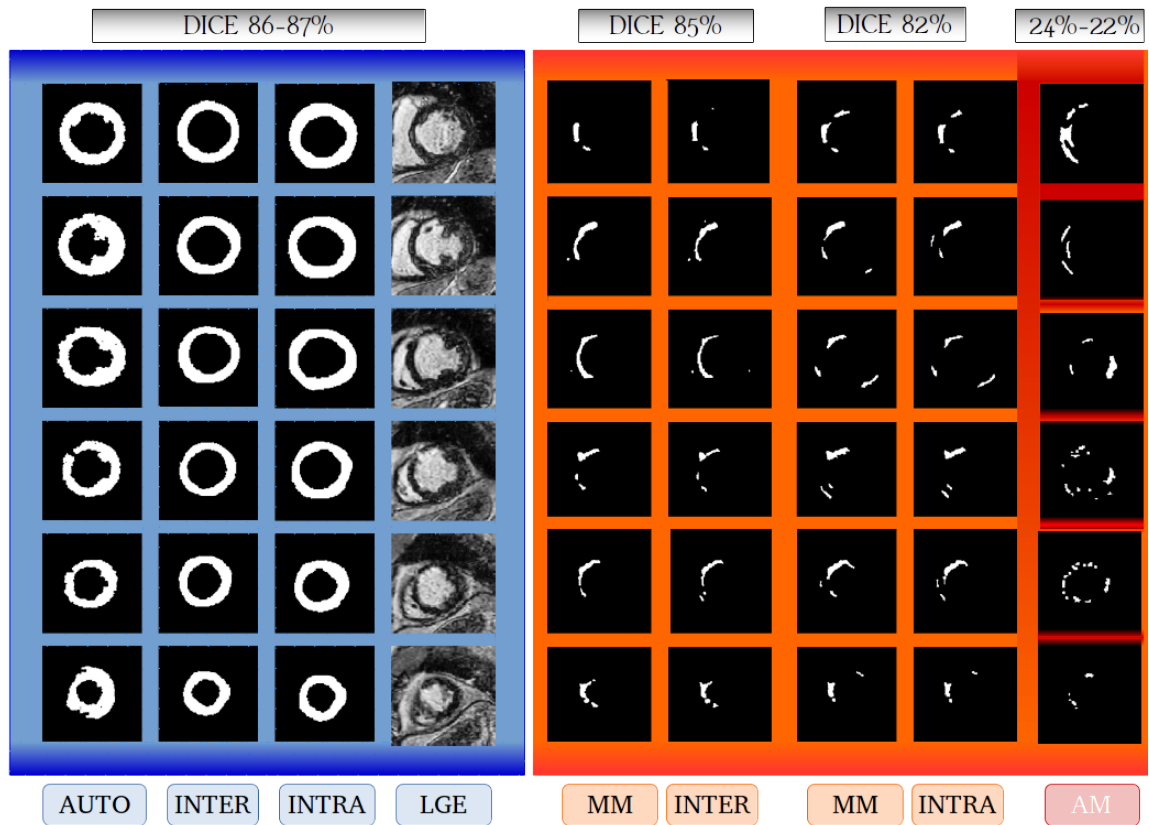 DICE 86-87%
DICE 85%
DICE 82%
24%-22%
AUTO
INTER
INTRA
LGE
MM
INTER
MM
INTRA
AM